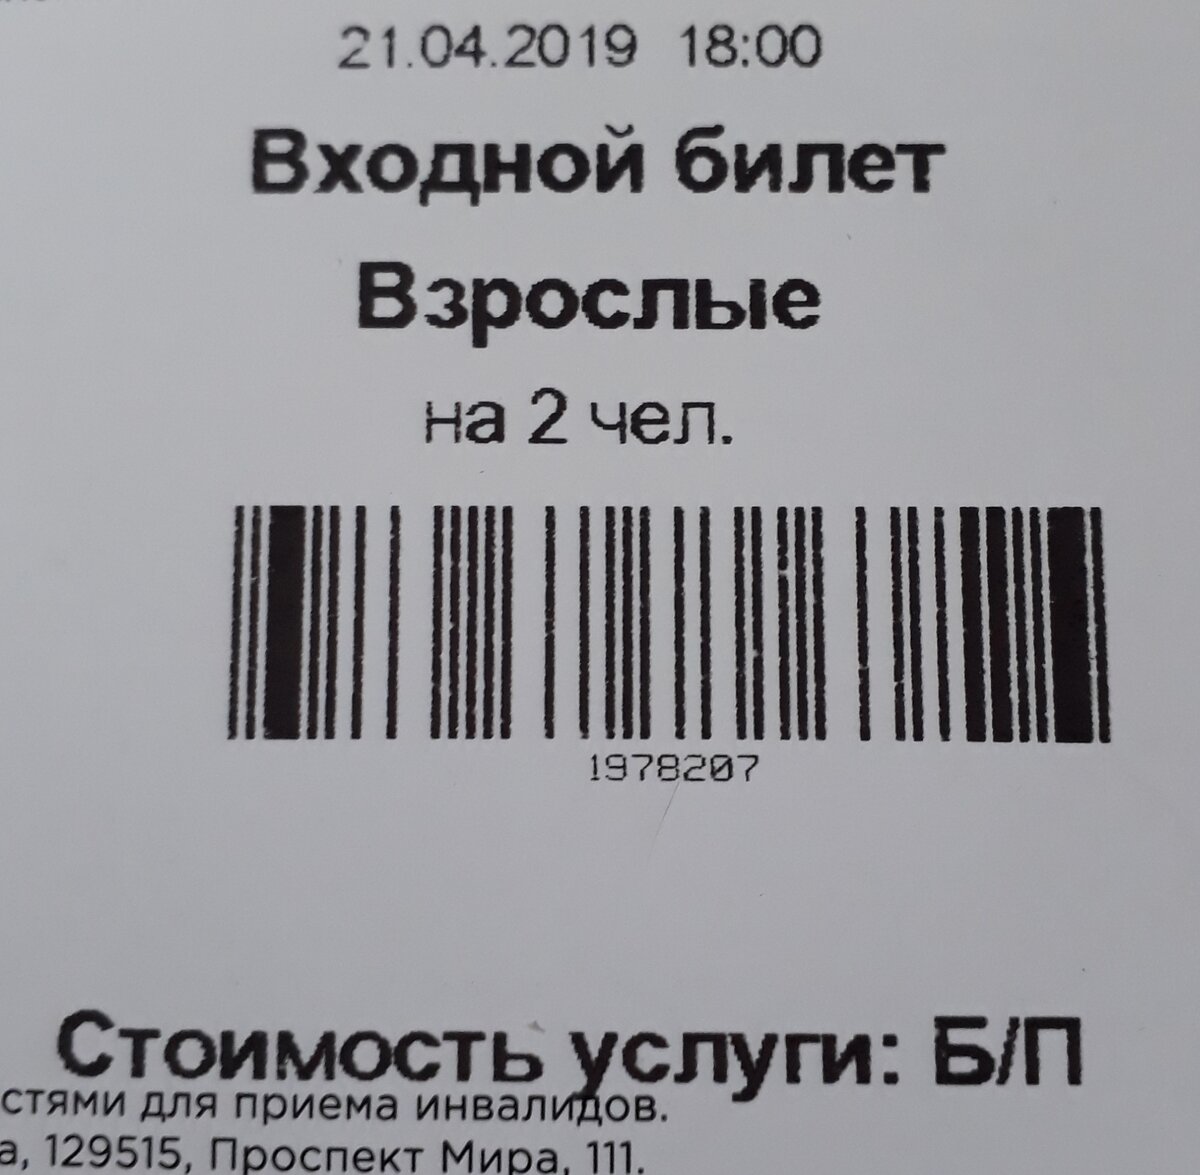 21.04.2019 18:00
Входной билет
Взрослые
на 2 чел.
1978207
Стоимость услуги: Б/П
стями для приема инвалидов.
а, 129515, Проспект Мира, 111.